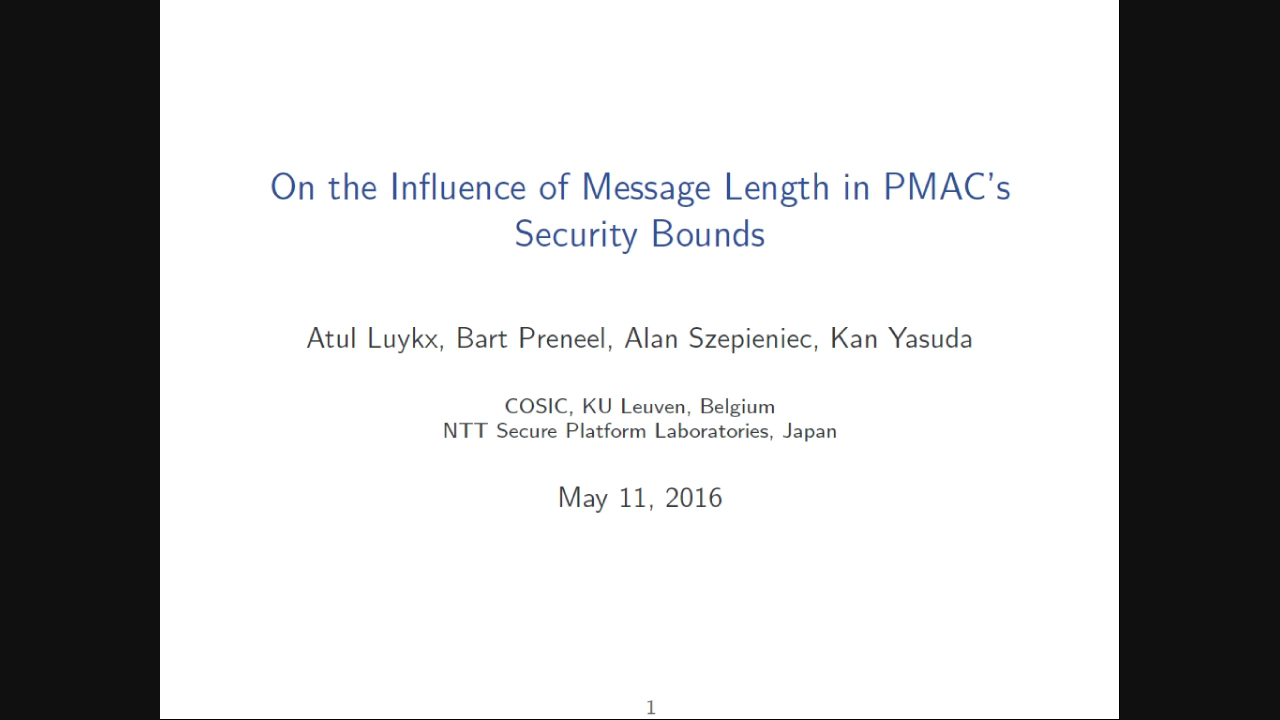 On the Influence of Message Length in PMAC's
Security Bounds
Atul Luykx, Bart Preneel, Alan Szepieniec, Kan Yasuda
COSIC, KU Leuven, Belgium
NTT Secure Platform Laboratories, Japan
May 11, 2016
1